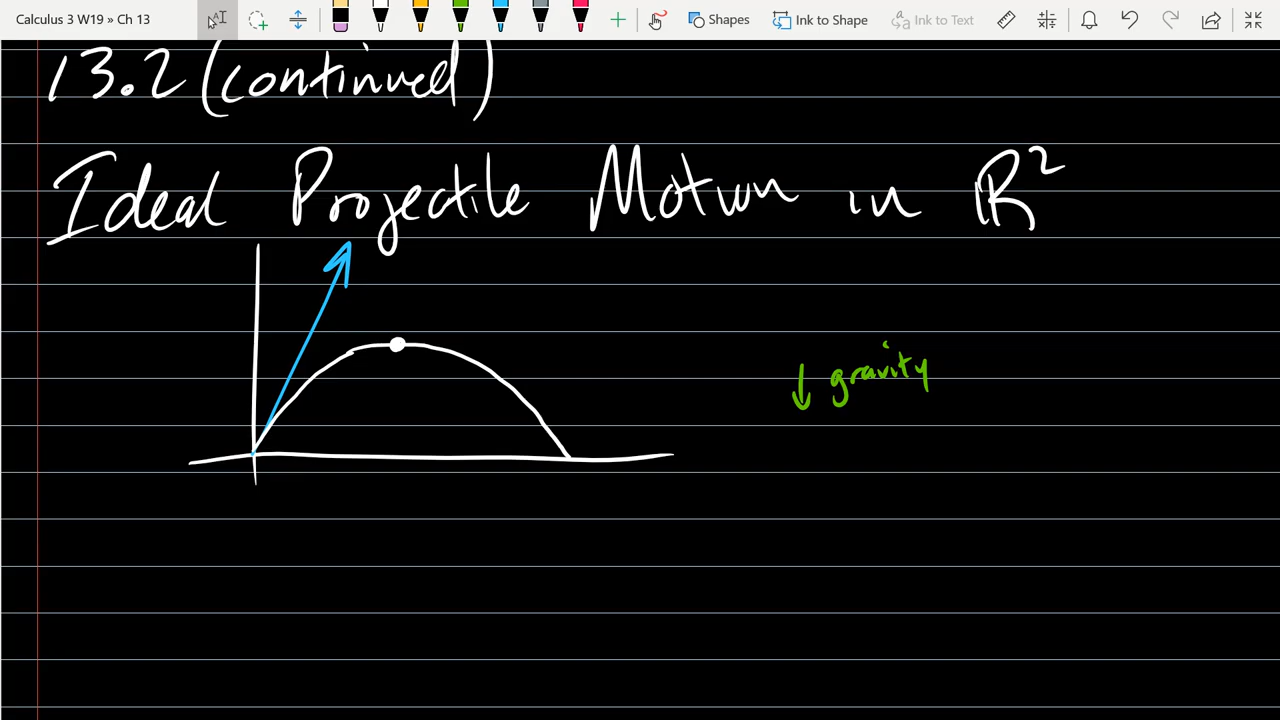 Calculus 3 W19 » Ch 13
Shapes
Ink to Shape
Ink to Text
13.2 (continued)
Ideal Projectile Motion in ℝ²
↓ gravity